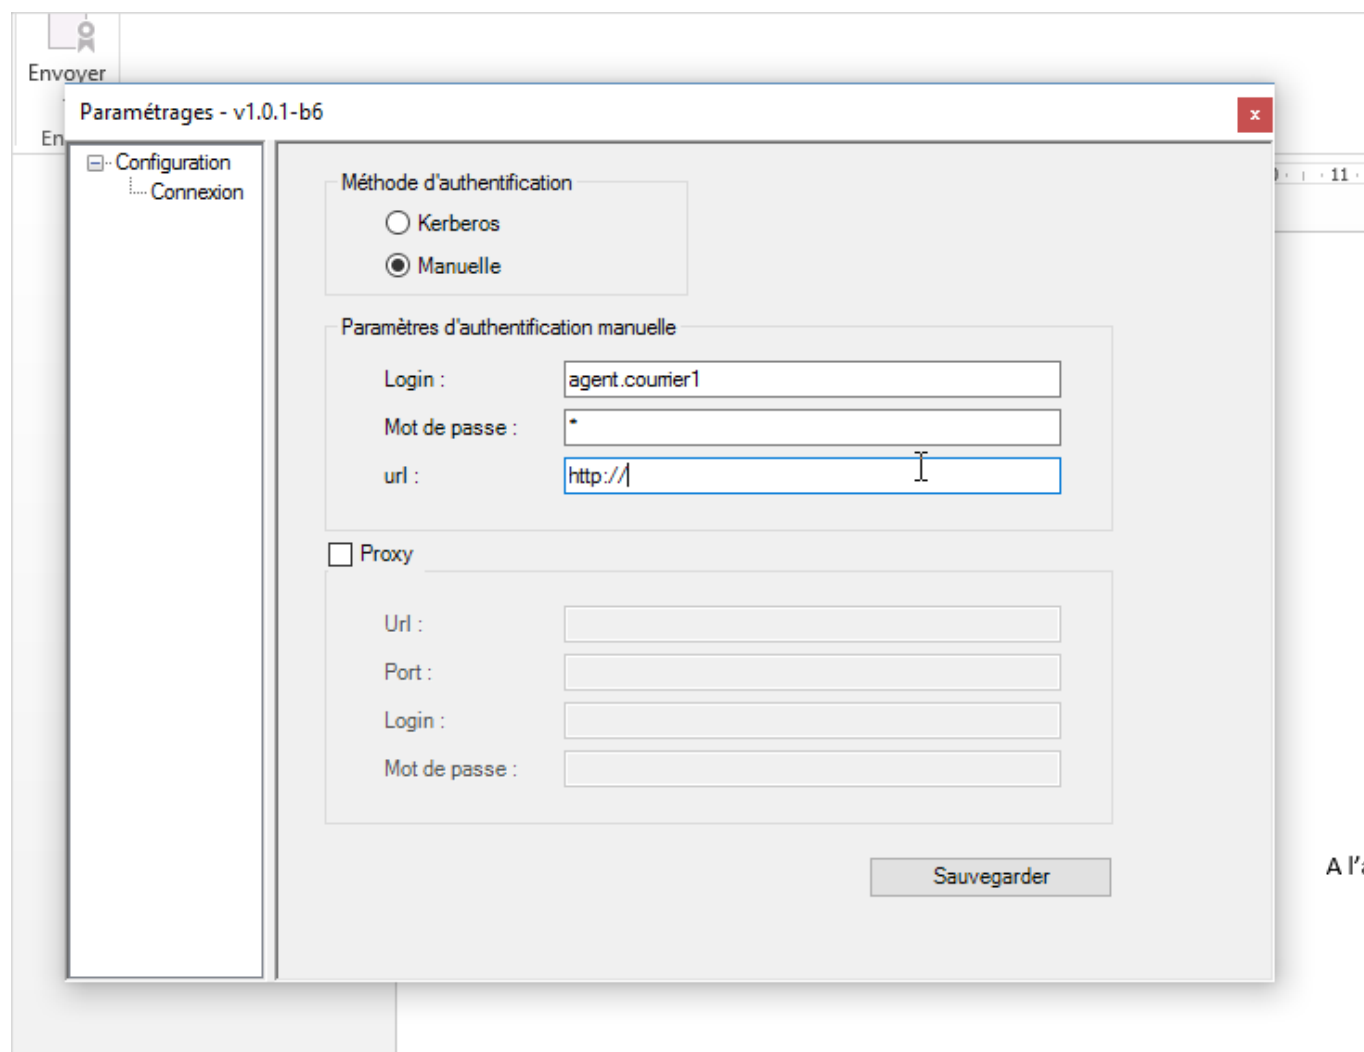 Envoyer
Paramétrages - v1.0.1-b6
En
Configuration
Connexion
11
Méthode d'authentification
Kerberos
Manuelle
Paramètres d'authentification manuelle
Login :
agent.courrier1
Mot de passe :
*
url :
http://
Proxy
Url :
Port :
Login :
Mot de passe :
Sauvegarder
A l'a